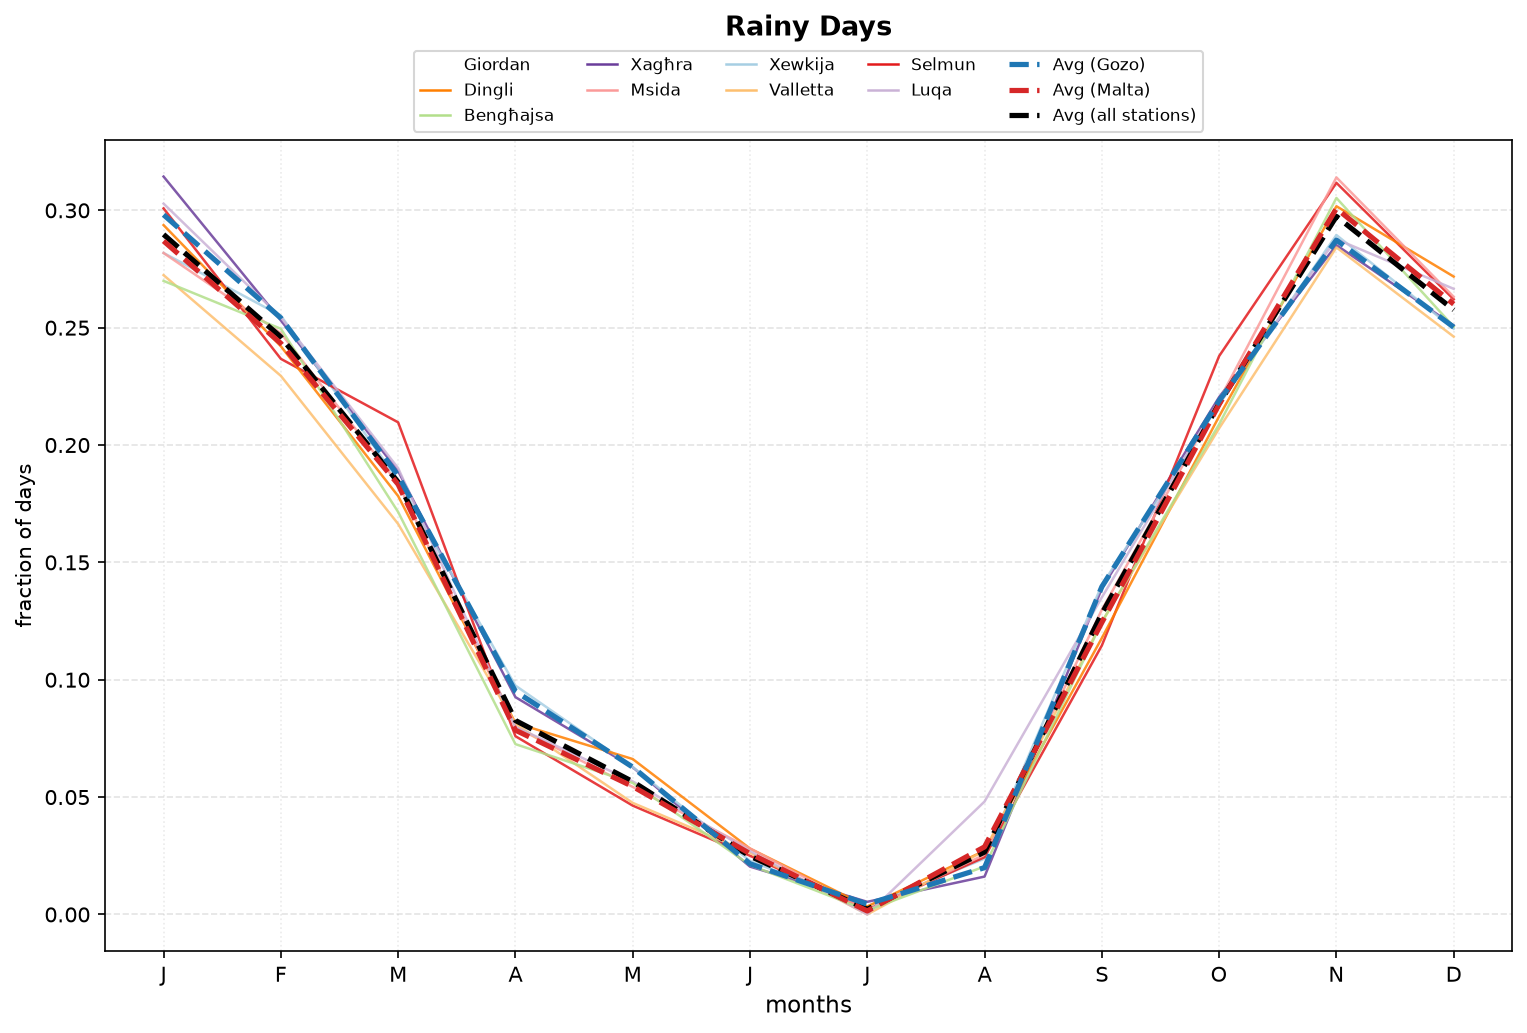 Rainy Days
Giordan Xagħra Xewkija Selmun Avg (Gozo)
Dingli Msida Valletta Luqa Avg (Malta)
Bengħajsa Avg (all stations)
0.30
0.25
0.20
0.15
0.10
0.05
0.00
fraction of days
J F M A M J J A S O N D
months